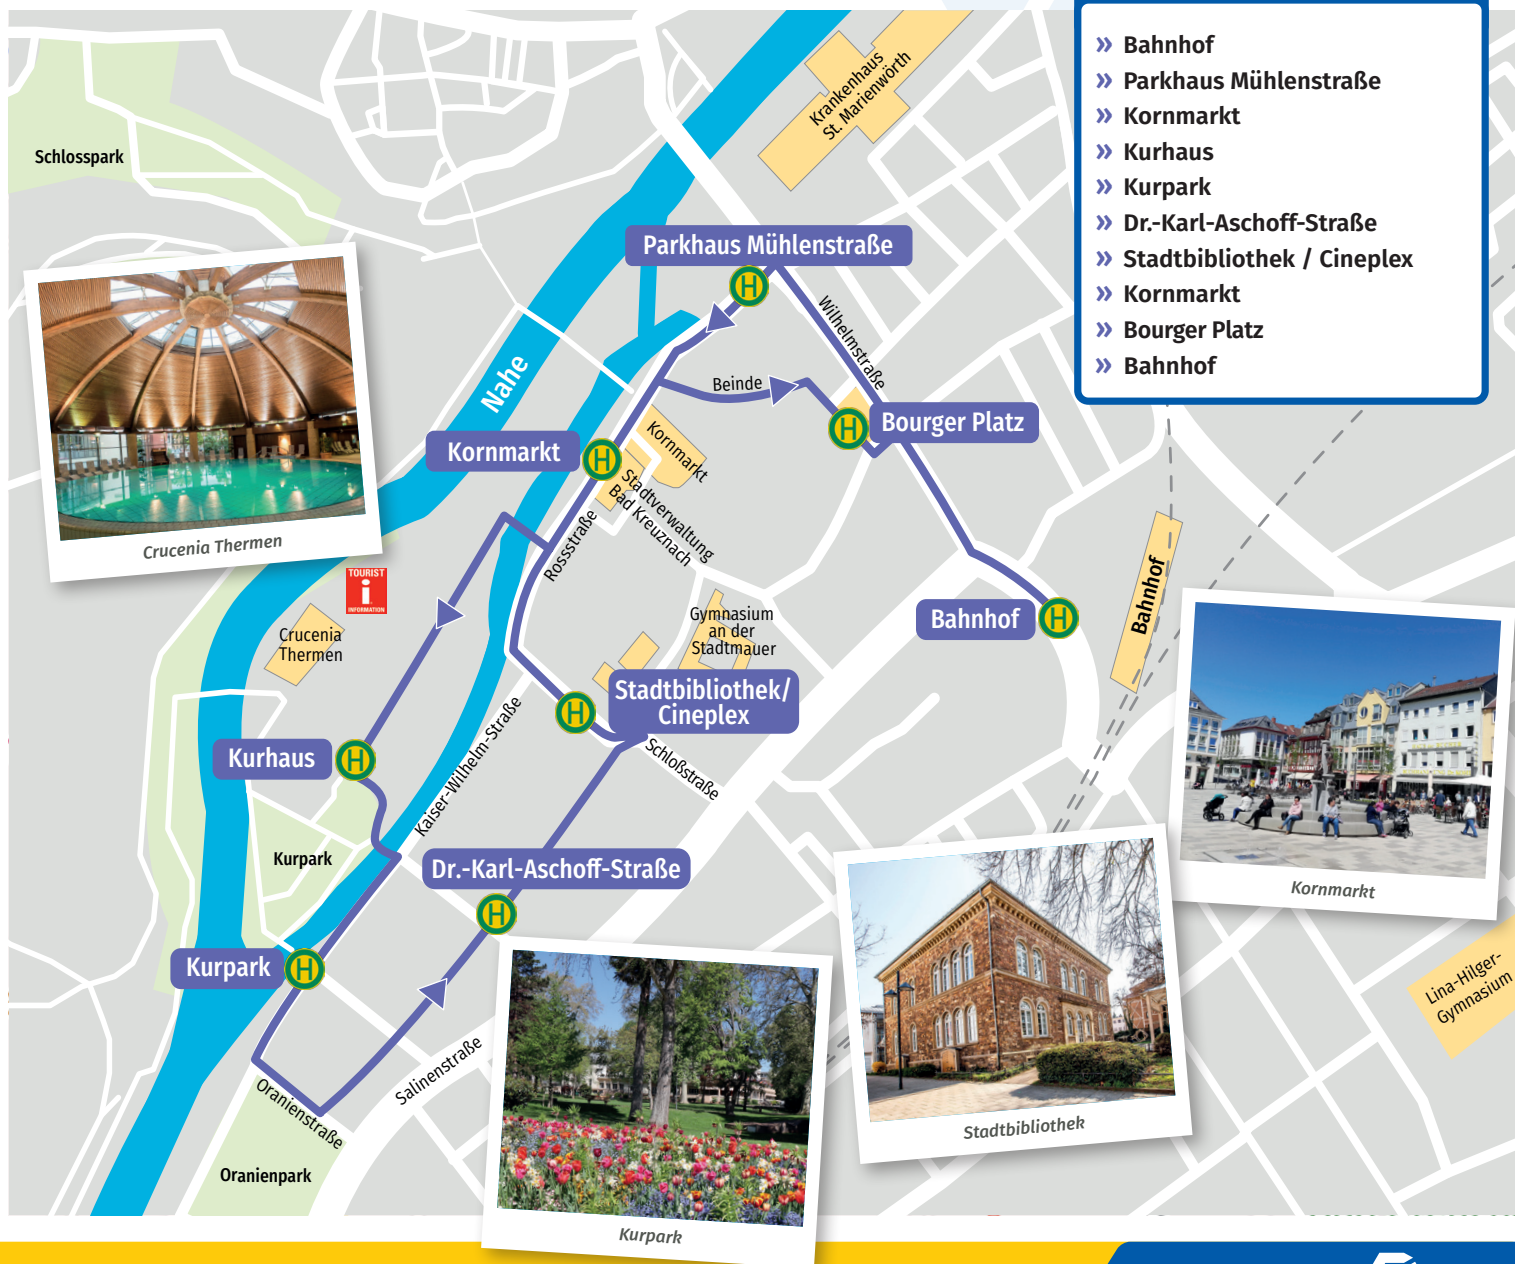 » Bahnhof
» Parkhaus Mühlenstraße
» Kornmarkt
» Kurhaus
» Kurpark
» Dr.-Karl-Aschoff-Straße
» Stadtbibliothek / Cineplex
» Kornmarkt
» Bourger Platz
» Bahnhof
Krankenhaus
St. Marienwörth
Schlosspark
Parkhaus Mühlenstraße
H
Wilhelmstraße
Nahe
Beinde
Bourger Platz
H
Kornmarkt
H
Kornmarkt
Stadtverwaltung
Bad Kreuznach
Rossstraße
Crucenia Thermen
TOURIST
i
INFORMATION
Crucenia
Thermen
Gymnasium
an der
Stadtmauer
Bahnhof
H
Bahnhof
Stadtbibliothek/
Cineplex
H
Schloßstraße
Kaiser-Wilhelm-Straße
Kurhaus
H
Kurpark
Dr.-Karl-Aschoff-Straße
H
Kurpark
H
Kornmarkt
Lina-Hilger-
Gymnasium
Salinenstraße
Oranienstraße
Oranienpark
Stadtbibliothek
Kurpark